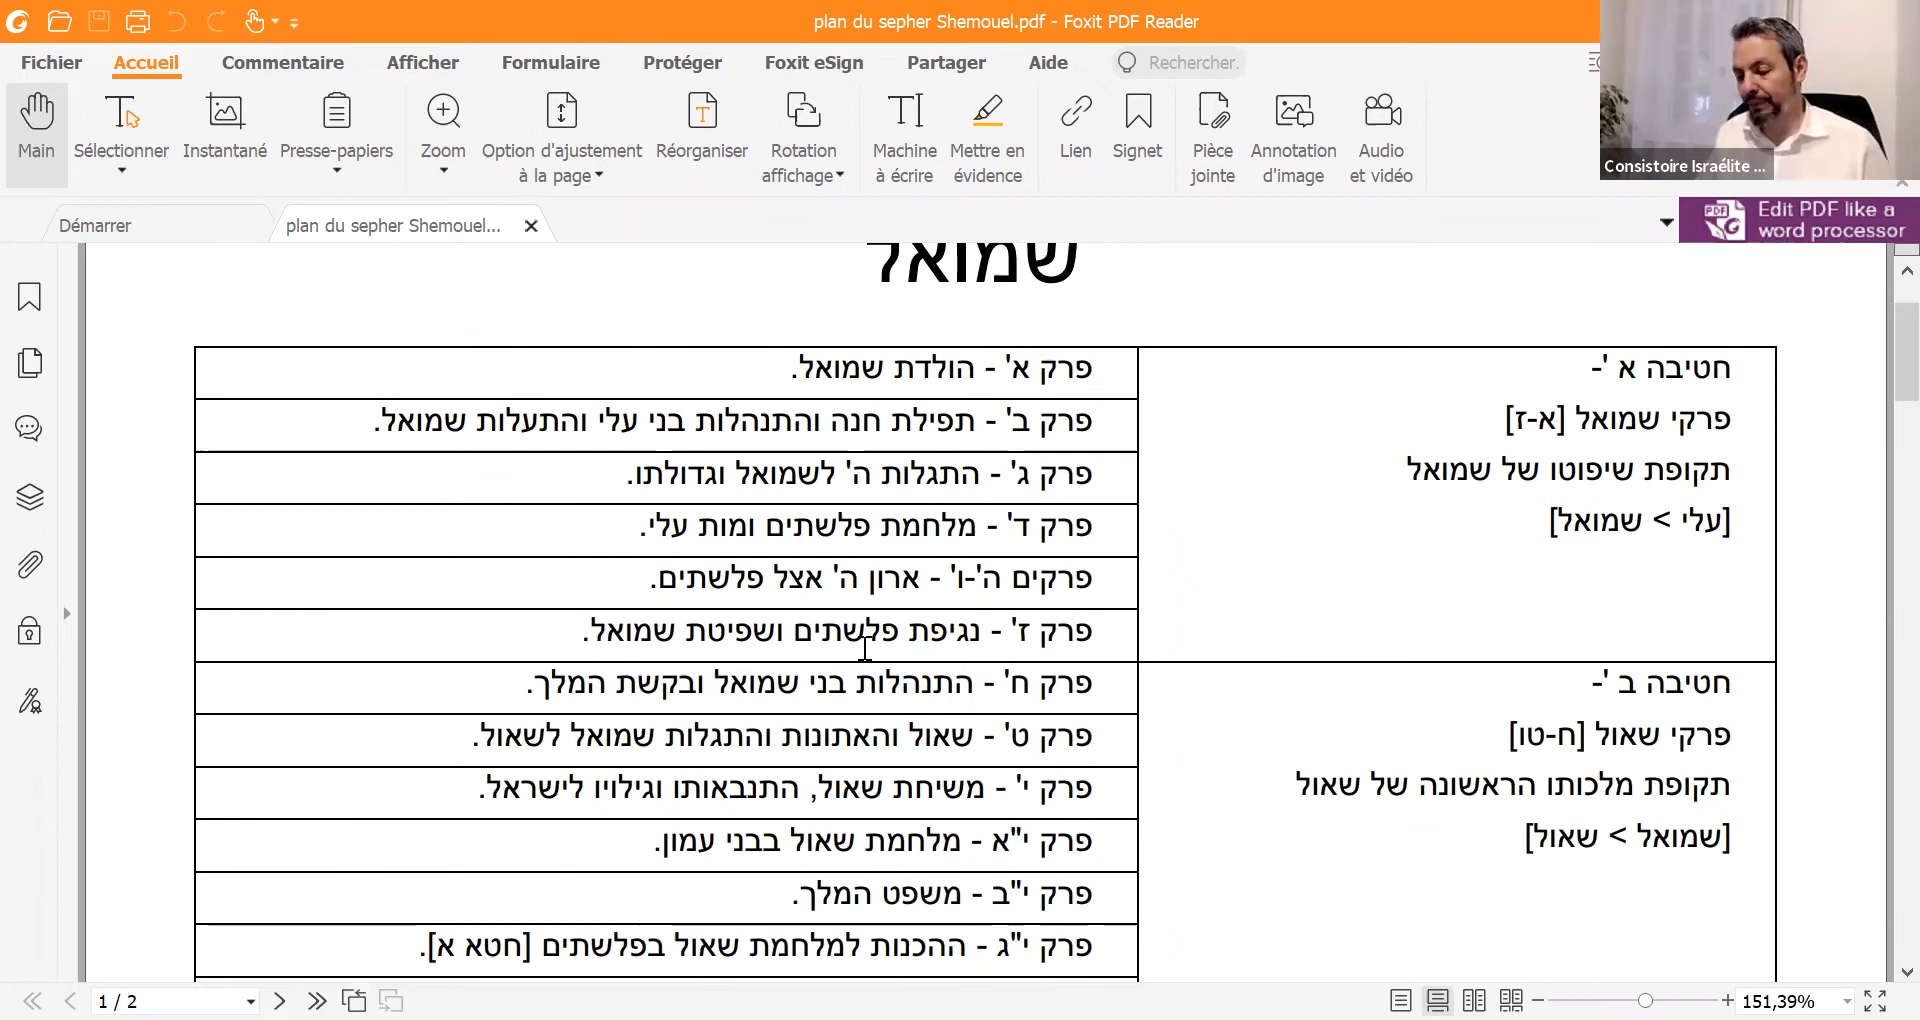 plan du sepher Shemouel.pdf - Foxit PDF Reader
Fichier Accueil Commentaire Afficher Formulaire Protéger Foxit eSign Partager Aide Rechercher.
Main Sélectionner Instantané Presse-papiers Zoom Option d'ajustement à la page Réorganiser Rotation affichage Machine à écrire Mettre en évidence Lien Signet Pièce jointe Annotation d'image Audio et vidéo
Consistoire Israélite ...
Démarrer plan du sepher Shemouel...
Edit PDF like a
word processor
שמואל
חטיבה א '-
פרקי שמואל [א-ז]
תקופת שיפוטו של שמואל
[עלי > שמואל]
פרק א' - הולדת שמואל.
פרק ב' - תפילת חנה והתנהלות בני עלי והתעלות שמואל.
פרק ג' - התגלות ה' לשמואל וגדולתו.
פרק ד' - מלחמת פלשתים ומות עלי.
פרקים ה'-ו' - ארון ה' אצל פלשתים.
פרק ז' - נגיפת פלשתים ושפיטת שמואל.
חטיבה ב '-
פרקי שאול [ח-טו]
תקופת מלכותו הראשונה של שאול
[שמואל > שאול]
פרק ח' - התנהלות בני שמואל ובקשת המלך.
פרק ט' - שאול והאתונות והתגלות שמואל לשאול.
פרק י' - משיחת שאול, התנבאותו וגילויו לישראל.
פרק י"א - מלחמת שאול בבני עמון.
פרק י"ב - משפט המלך.
פרק י"ג - ההכנות למלחמת שאול בפלשתים [חטא א].
1 / 2
151,39%